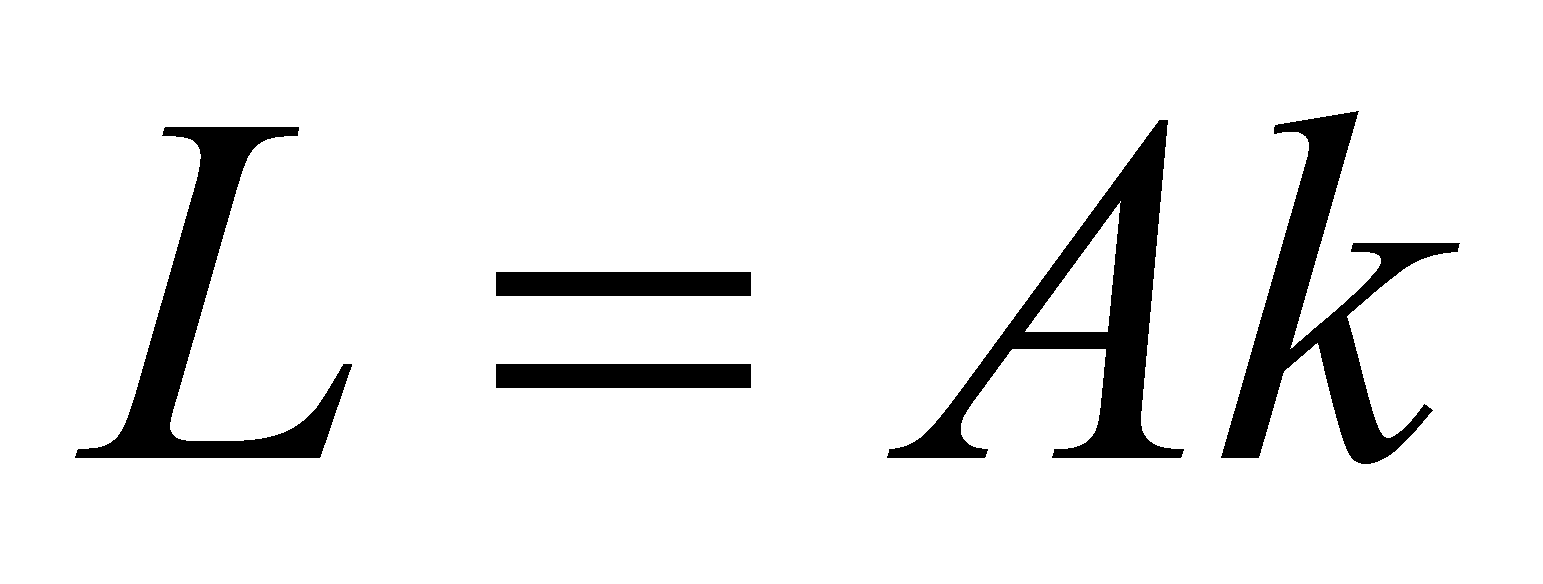 L = Ak